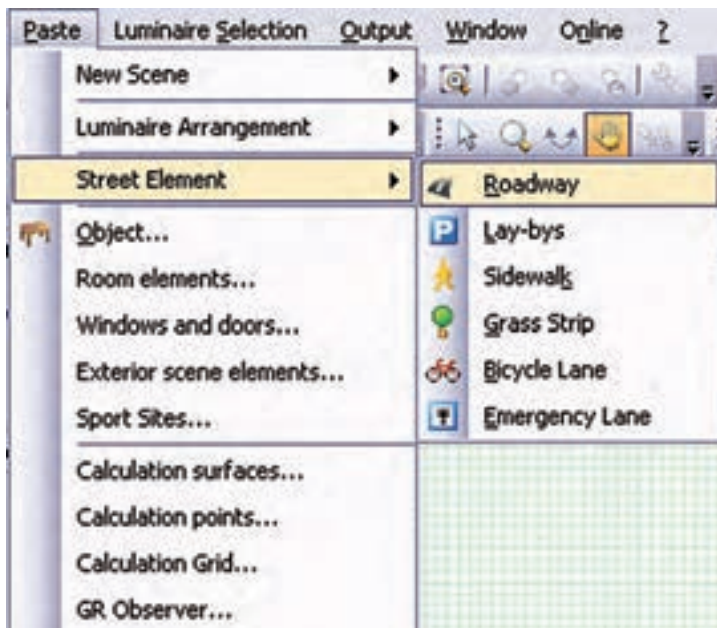 Paste Luminaire Selection Output Window Online ?
New Scene
Luminaire Arrangement
Street Element
Object...
Room elements...
Windows and doors...
Exterior scene elements...
Sport Sites...
Calculation surfaces...
Calculation points...
Calculation Grid...
GR Observer...
Roadway
P Lay-bys
Sidewalk
Grass Strip
Bicycle Lane
Emergency Lane